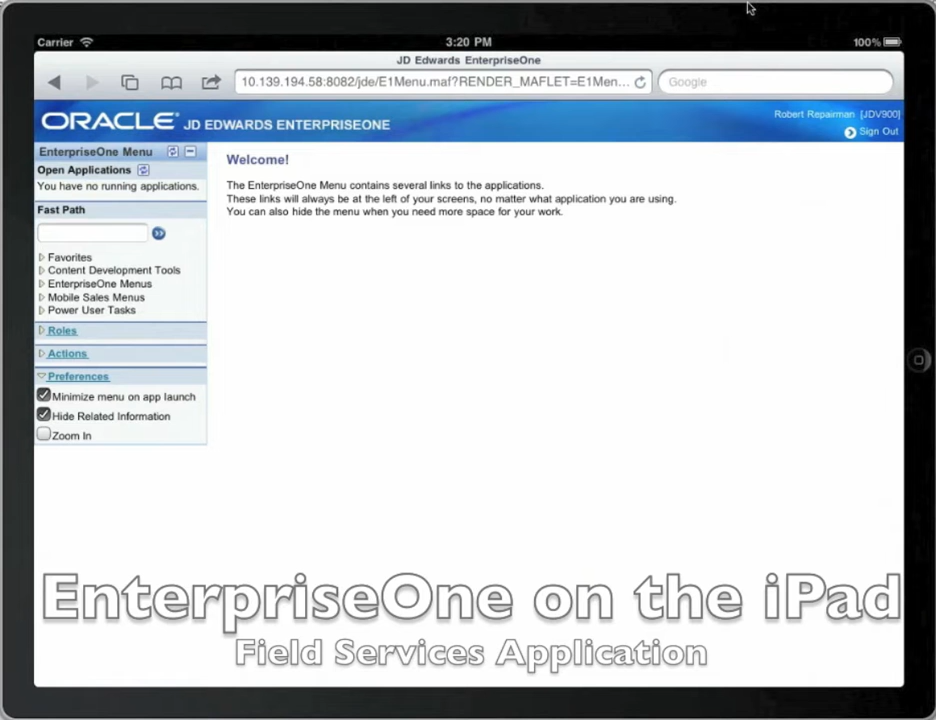 Carrier 3:20 PM 100%
JD Edwards EnterpriseOne
10.139.194.58:8082/jde/E1Menu.maf?RENDER_MAFLET=E1Men... Google
ORACLE JD EDWARDS ENTERPRISEONE
Robert Repairman [JDV900]
Sign Out
EnterpriseOne Menu
Open Applications
You have no running applications.
Fast Path
Favorites
Content Development Tools
EnterpriseOne Menus
Mobile Sales Menus
Power User Tasks
Roles
Actions
Preferences
Minimize menu on app launch
Hide Related Information
Zoom In
Welcome!
The EnterpriseOne Menu contains several links to the applications.
These links will always be at the left of your screens, no matter what application you are using.
You can also hide the menu when you need more space for your work.
EnterpriseOne on the iPad
Field Services Application